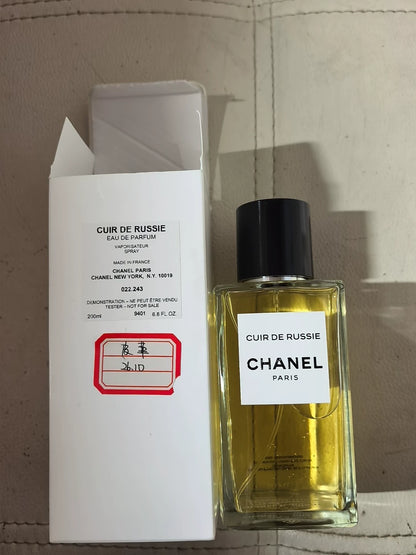 CUIR DE RUSSIE
EAU DE PARFUM
VAPORISATEUR
SPRAY
MADE IN FRANCE
CHANEL PARIS
CHANEL NEW YORK, N.Y. 10019
022.243
DEMONSTRATION – NE PEUT ÊTRE VENDU
TESTER – NOT FOR SALE
200ml 9401 6.6 FL.OZ.
皮革
26.10
CUIR DE RUSSIE
CHANEL
PARIS